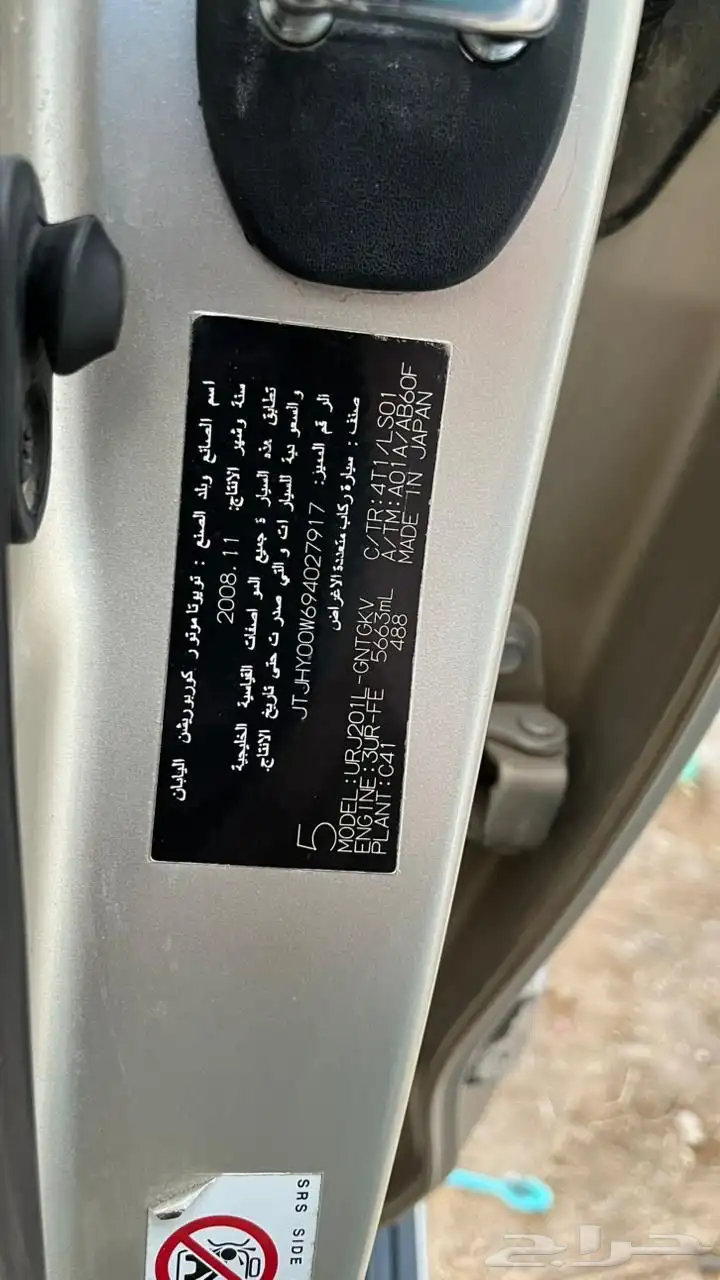 اسم الصانع وبلد الصنع : تويوتا موتور كوربوريشن اليابان
سنة وشهر الانتاج: 2008.11
تطابق هذه السيارة جميع المواصفات القياسية الخليجية
والسعودية للسيارات والتي صدرت حتى تاريخ الانتاج.
الرقم المميز: JTJHY00W694027917
صنف : سيارة ركاب متعددة الاغراض
5
MODEL:URJ201L-GNTGKV C/TR:4T1/LS01
ENGINE:3UR-FE 5663mL A/TM:A01A/AB60F
PLANT:C41 488 MADE IN JAPAN
SRS SIDE
حراج